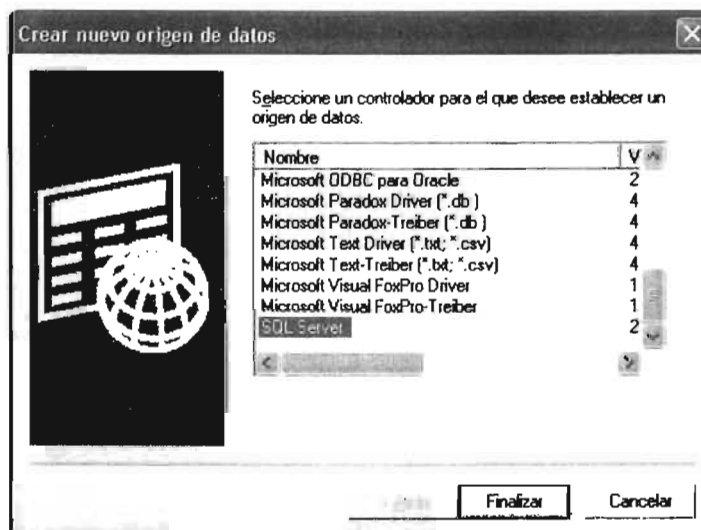 Crear nuevo origen de datos
Seleccione un controlador para el que desee establecer un
origen de datos.
Nombre V
Microsoft ODBC para Oracle 2
Microsoft Paradox Driver (*.db ) 4
Microsoft Paradox-Treiber (*.db ) 4
Microsoft Text Driver (*.txt; *.csv) 4
Microsoft Text-Treiber (*.txt; *.csv) 4
Microsoft Visual FoxPro Driver 1
Microsoft Visual FoxPro-Treiber 1
SQL Server 2
Finalizar Cancelar